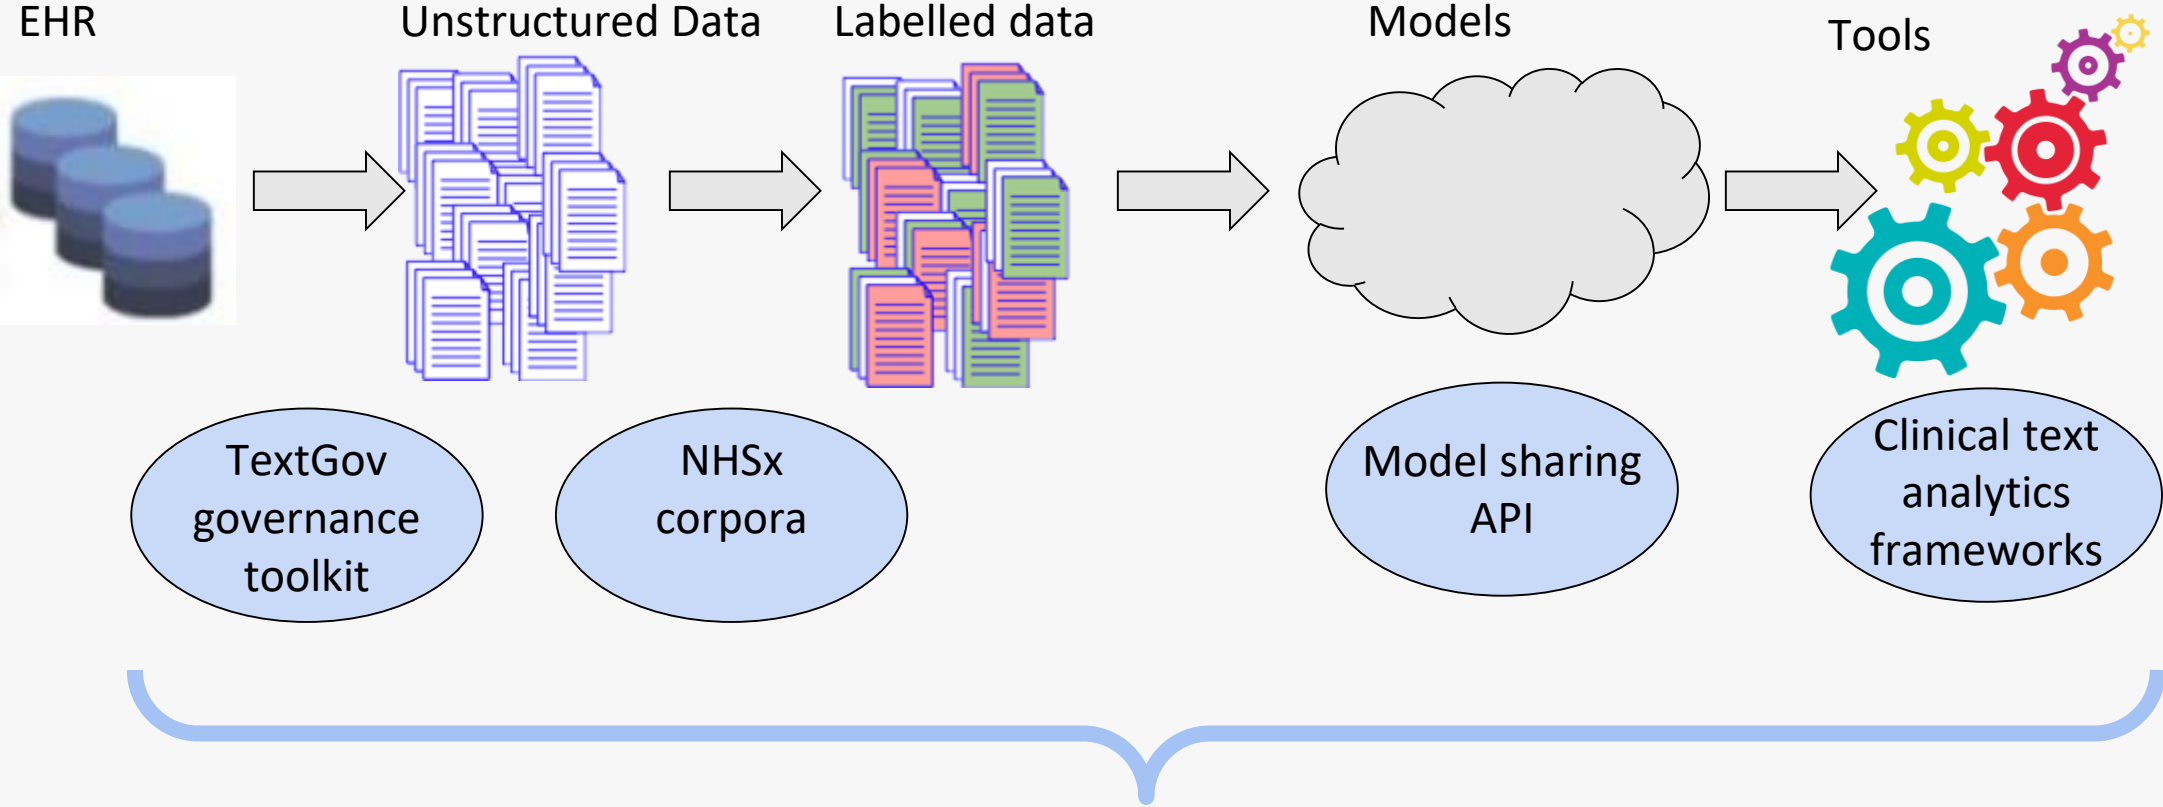 EHR
Unstructured Data
Labelled data
Models
Tools
TextGov
governance
toolkit
NHSx
corpora
Model sharing
API
Clinical text
analytics
frameworks